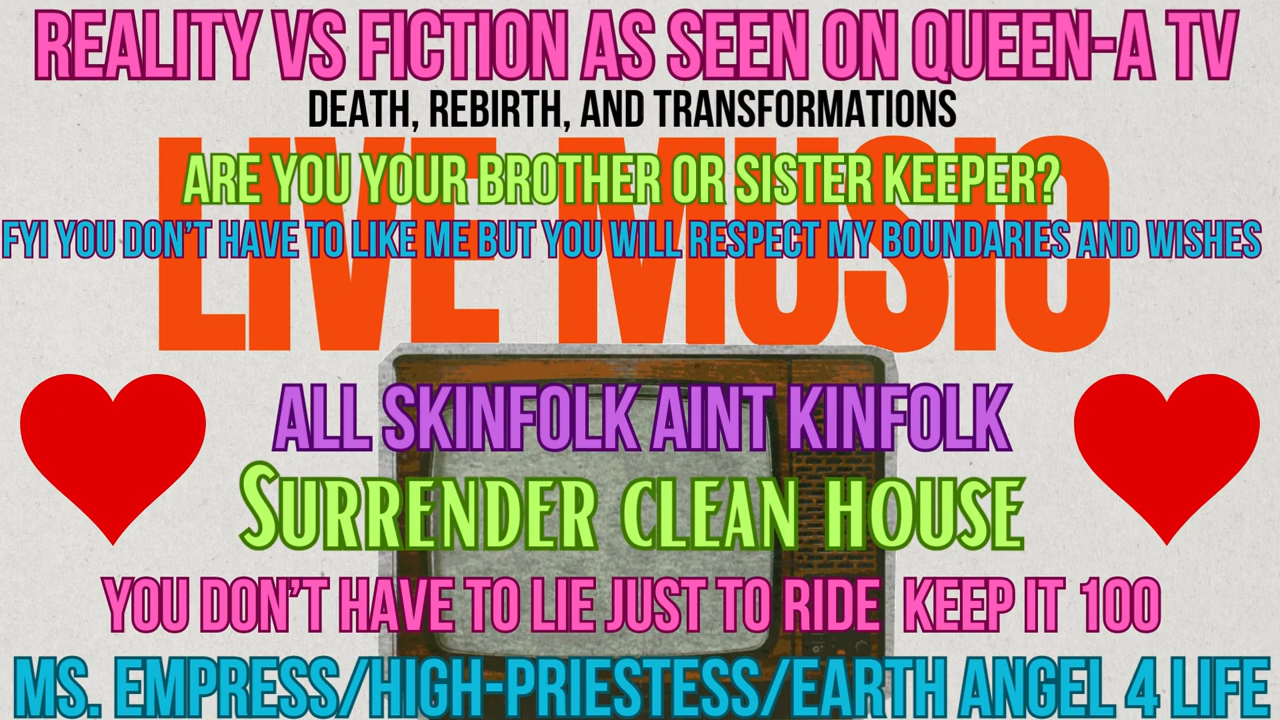 REALITY VS FICTION AS SEEN ON QUEEN-A TV
DEATH, REBIRTH, AND TRANSFORMATIONS
LIVE MUSIC
ARE YOU YOUR BROTHER OR SISTER KEEPER?
FYI YOU DON'T HAVE TO LIKE ME BUT YOU WILL RESPECT MY BOUNDARIES AND WISHES
ALL SKINFOLK AINT KINFOLK
SURRENDER CLEAN HOUSE
YOU DON'T HAVE TO LIE JUST TO RIDE KEEP IT 100
MS. EMPRESS/HIGH-PRIESTESS/EARTH ANGEL 4 LIFE